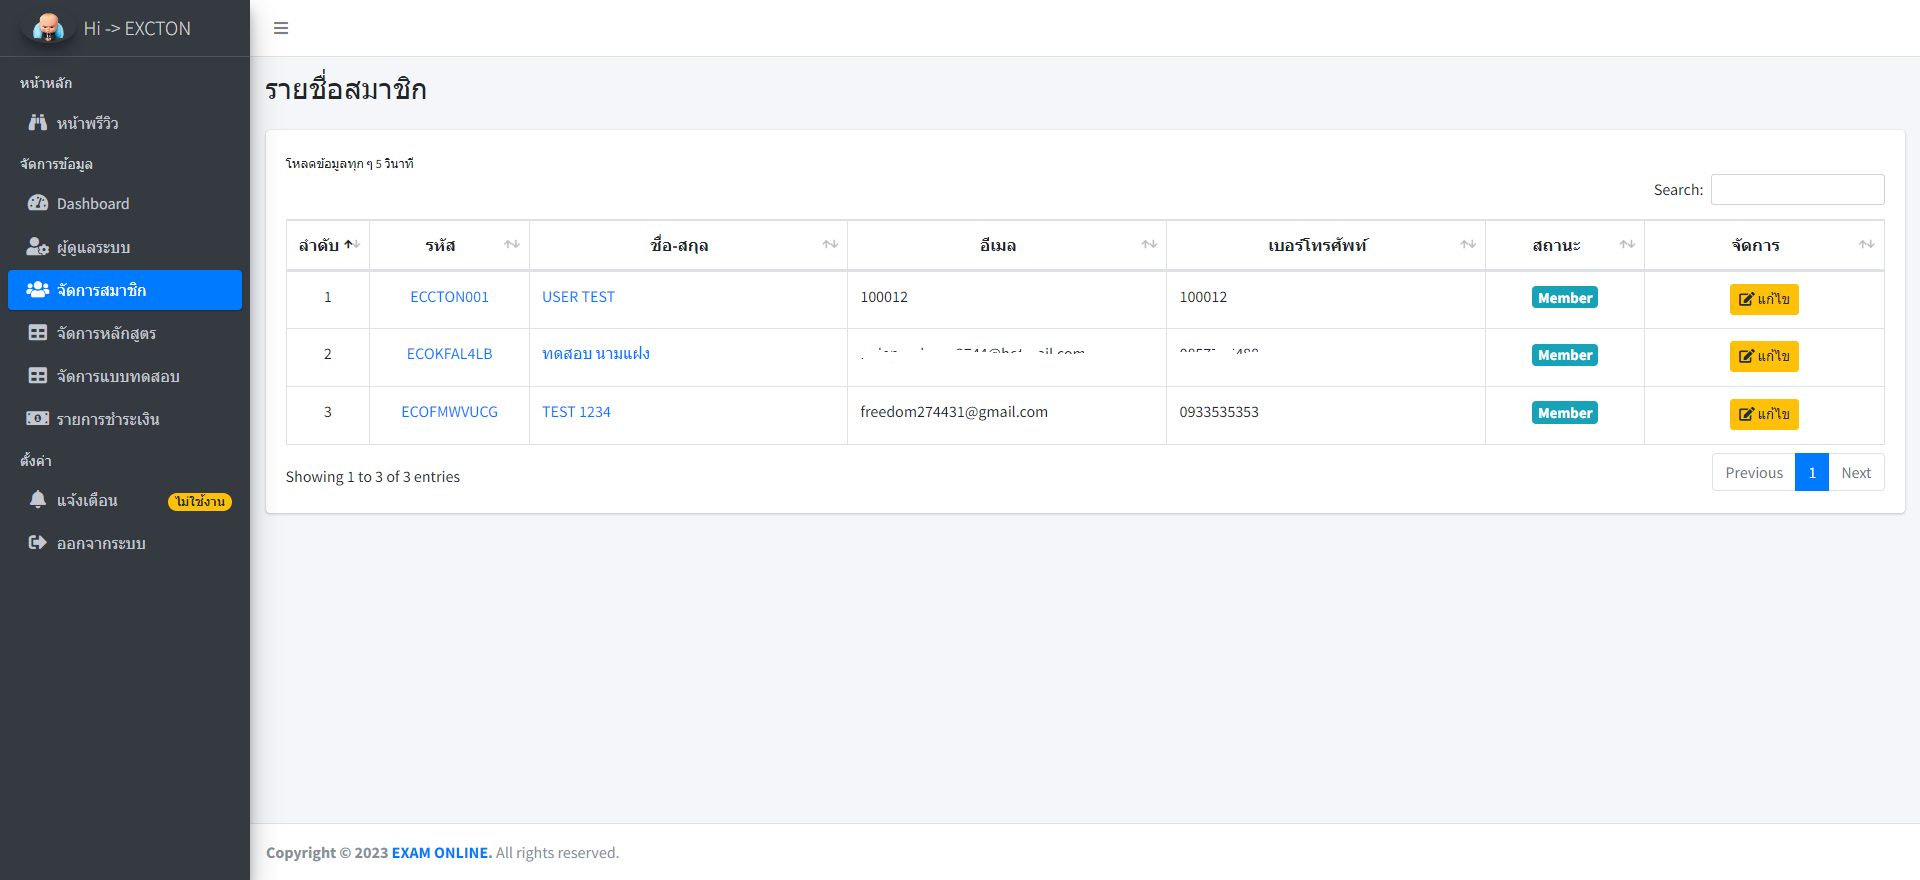 Hi -> EXCTON
หน้าหลัก
หน้าพรีวิว
จัดการข้อมูล
Dashboard
ผู้ดูแลระบบ
จัดการสมาชิก
จัดการหลักสูตร
จัดการแบบทดสอบ
รายการชำระเงิน
ตั้งค่า
แจ้งเตือน ไม่ใช้งาน
ออกจากระบบ
รายชื่อสมาชิก
โหลดข้อมูลทุก ๆ 5 วินาที
Search:
ลำดับ รหัส ชื่อ-สกุล อีเมล เบอร์โทรศัพท์ สถานะ จัดการ
1 ECCTON001 USER TEST 100012 100012 Member แก้ไข
2 ECOKFAL4LB ทดสอบ นามแฝง Member แก้ไข
3 ECOFMWVUCG TEST 1234 freedom274431@gmail.com 0933535353 Member แก้ไข
Showing 1 to 3 of 3 entries
Previous 1 Next
Copyright © 2023 EXAM ONLINE. All rights reserved.